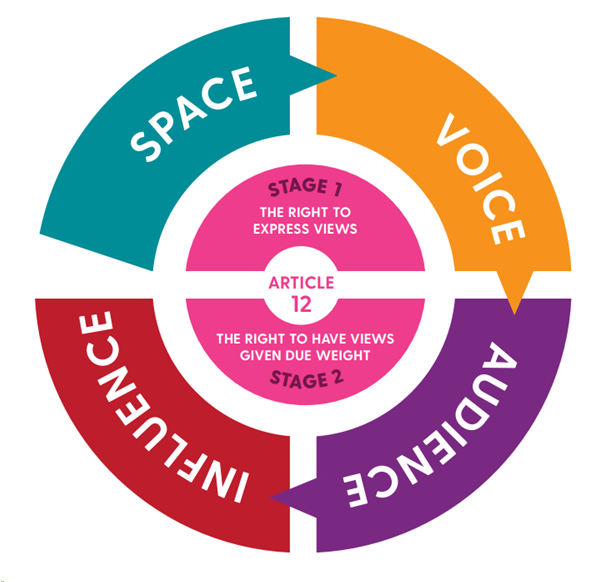 SPACE
VOICE
STAGE 1
THE RIGHT TO
EXPRESS VIEWS
ARTICLE
12
THE RIGHT TO HAVE VIEWS
GIVEN DUE WEIGHT
STAGE 2
INFLUENCE
AUDIENCE